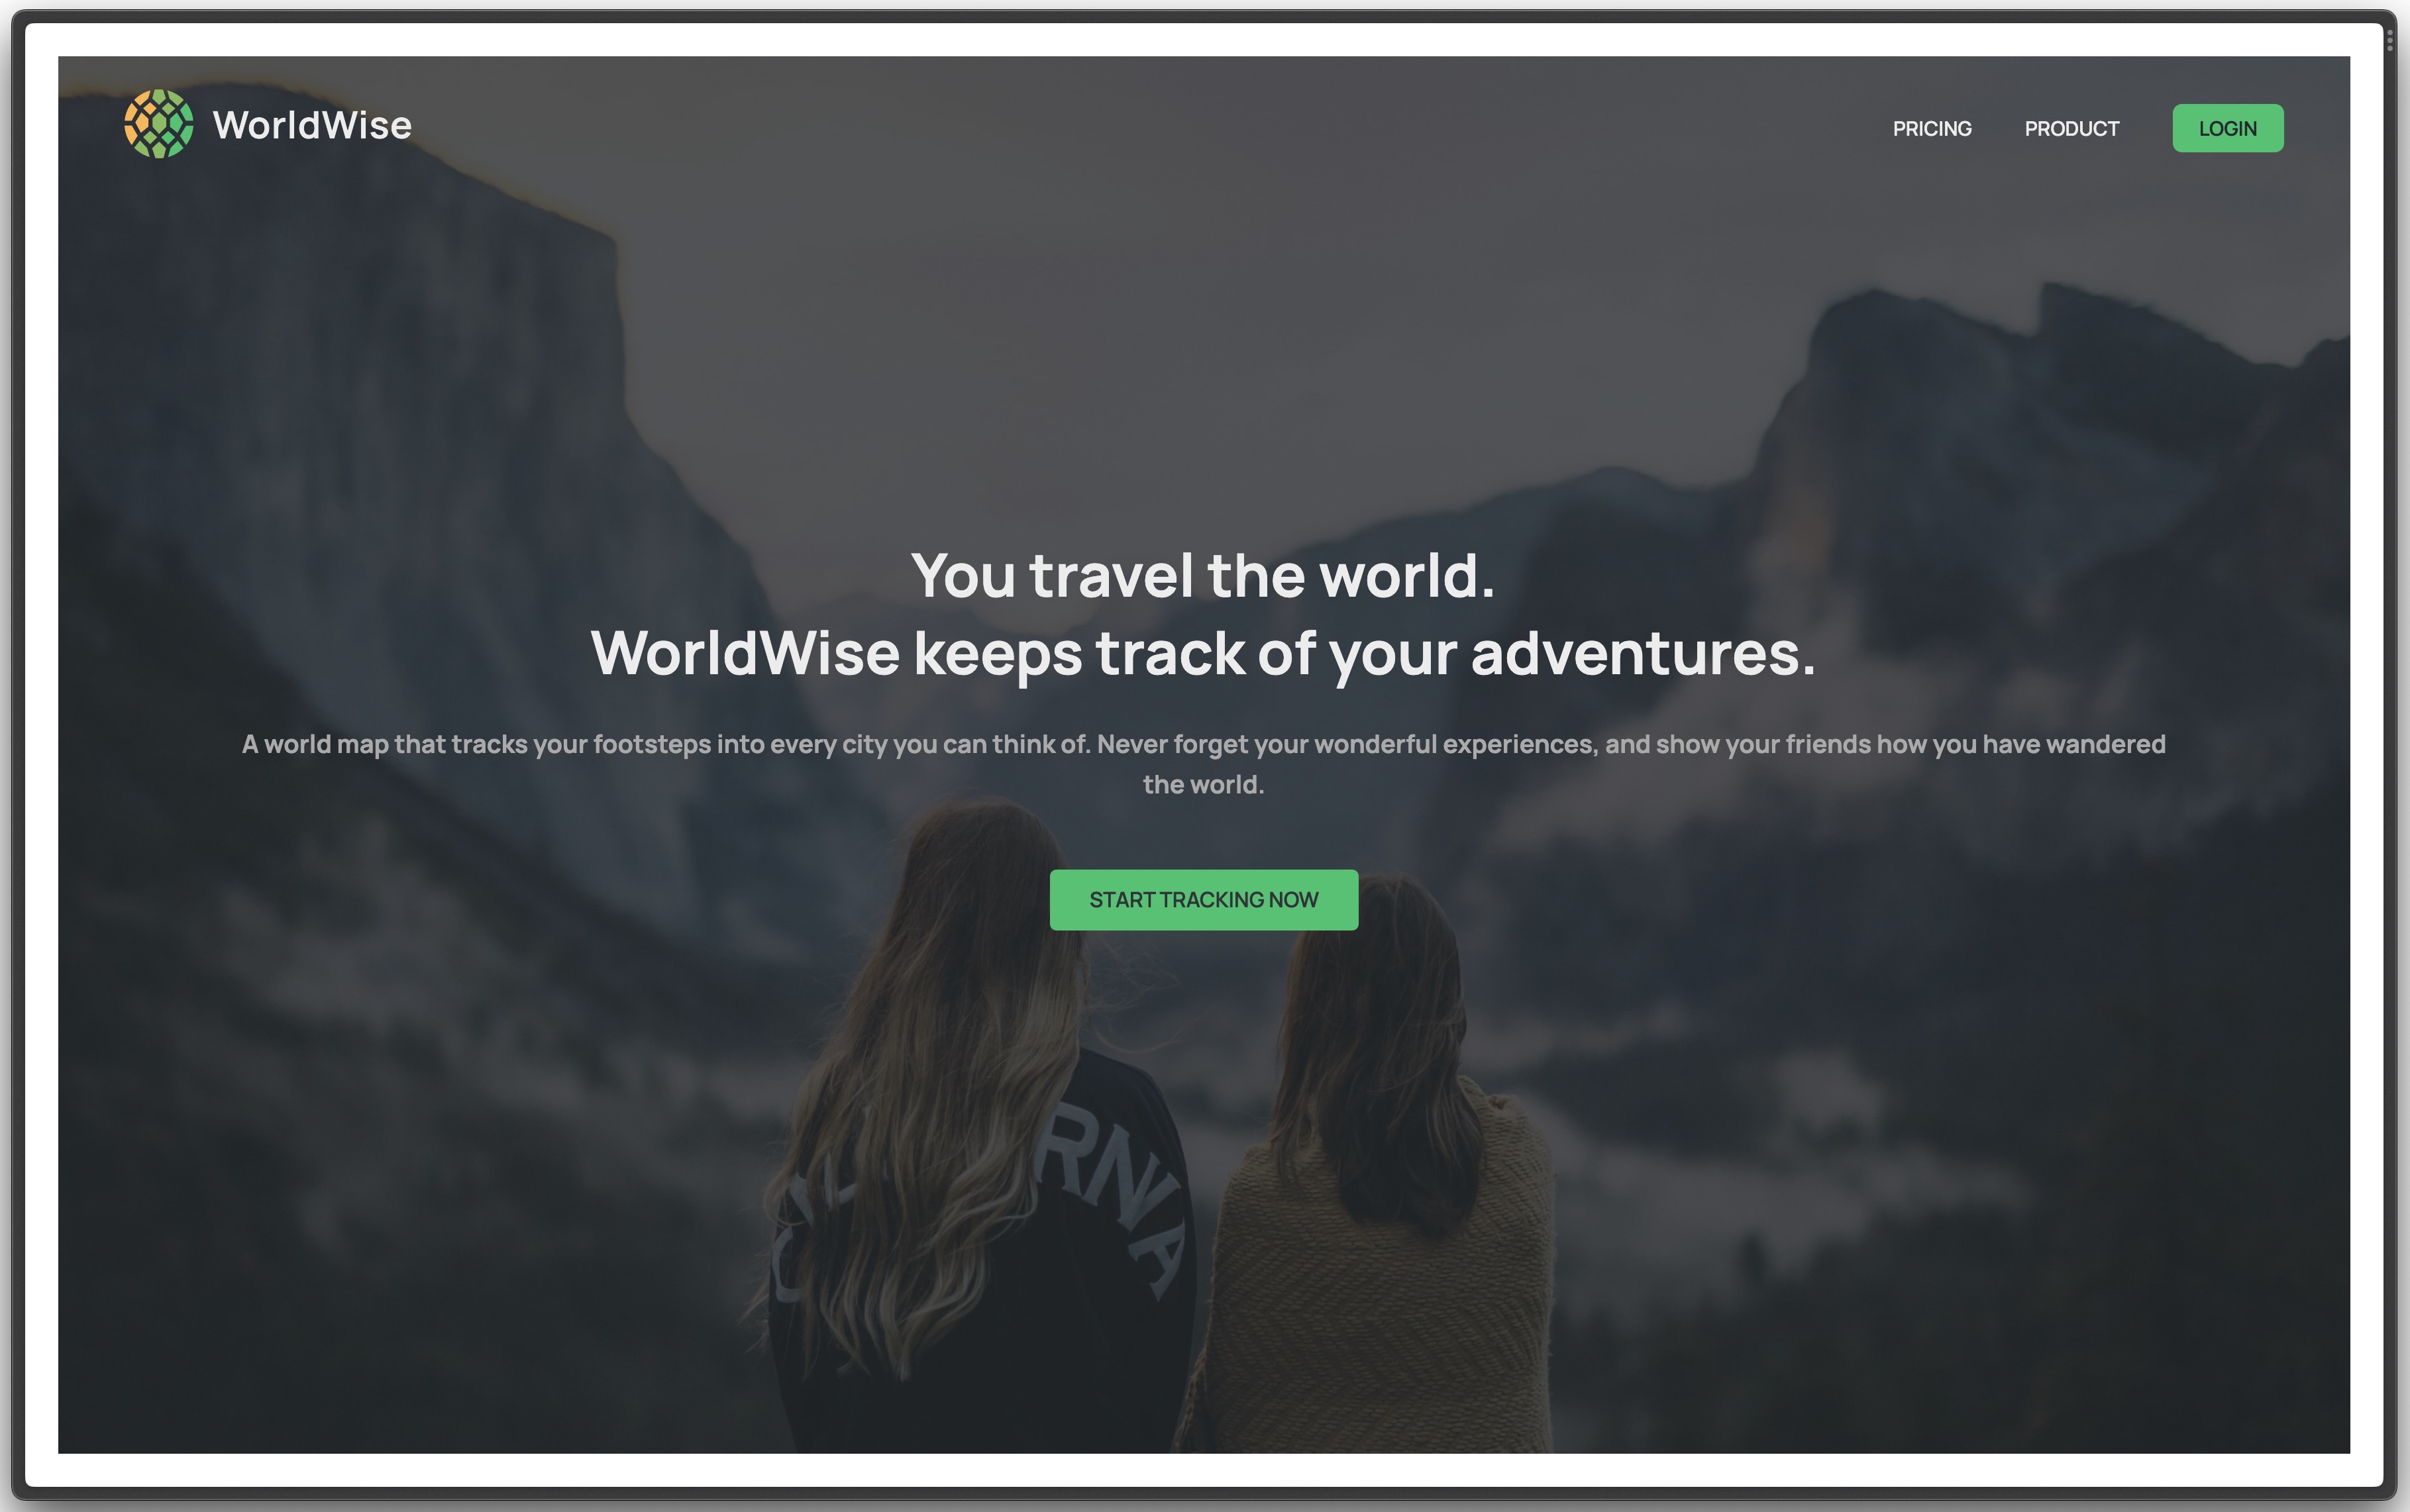 WorldWise
PRICING
PRODUCT
LOGIN
You travel the world.
WorldWise keeps track of your adventures.
A world map that tracks your footsteps into every city you can think of. Never forget your wonderful experiences, and show your friends how you have wandered
the world.
START TRACKING NOW
RNIA